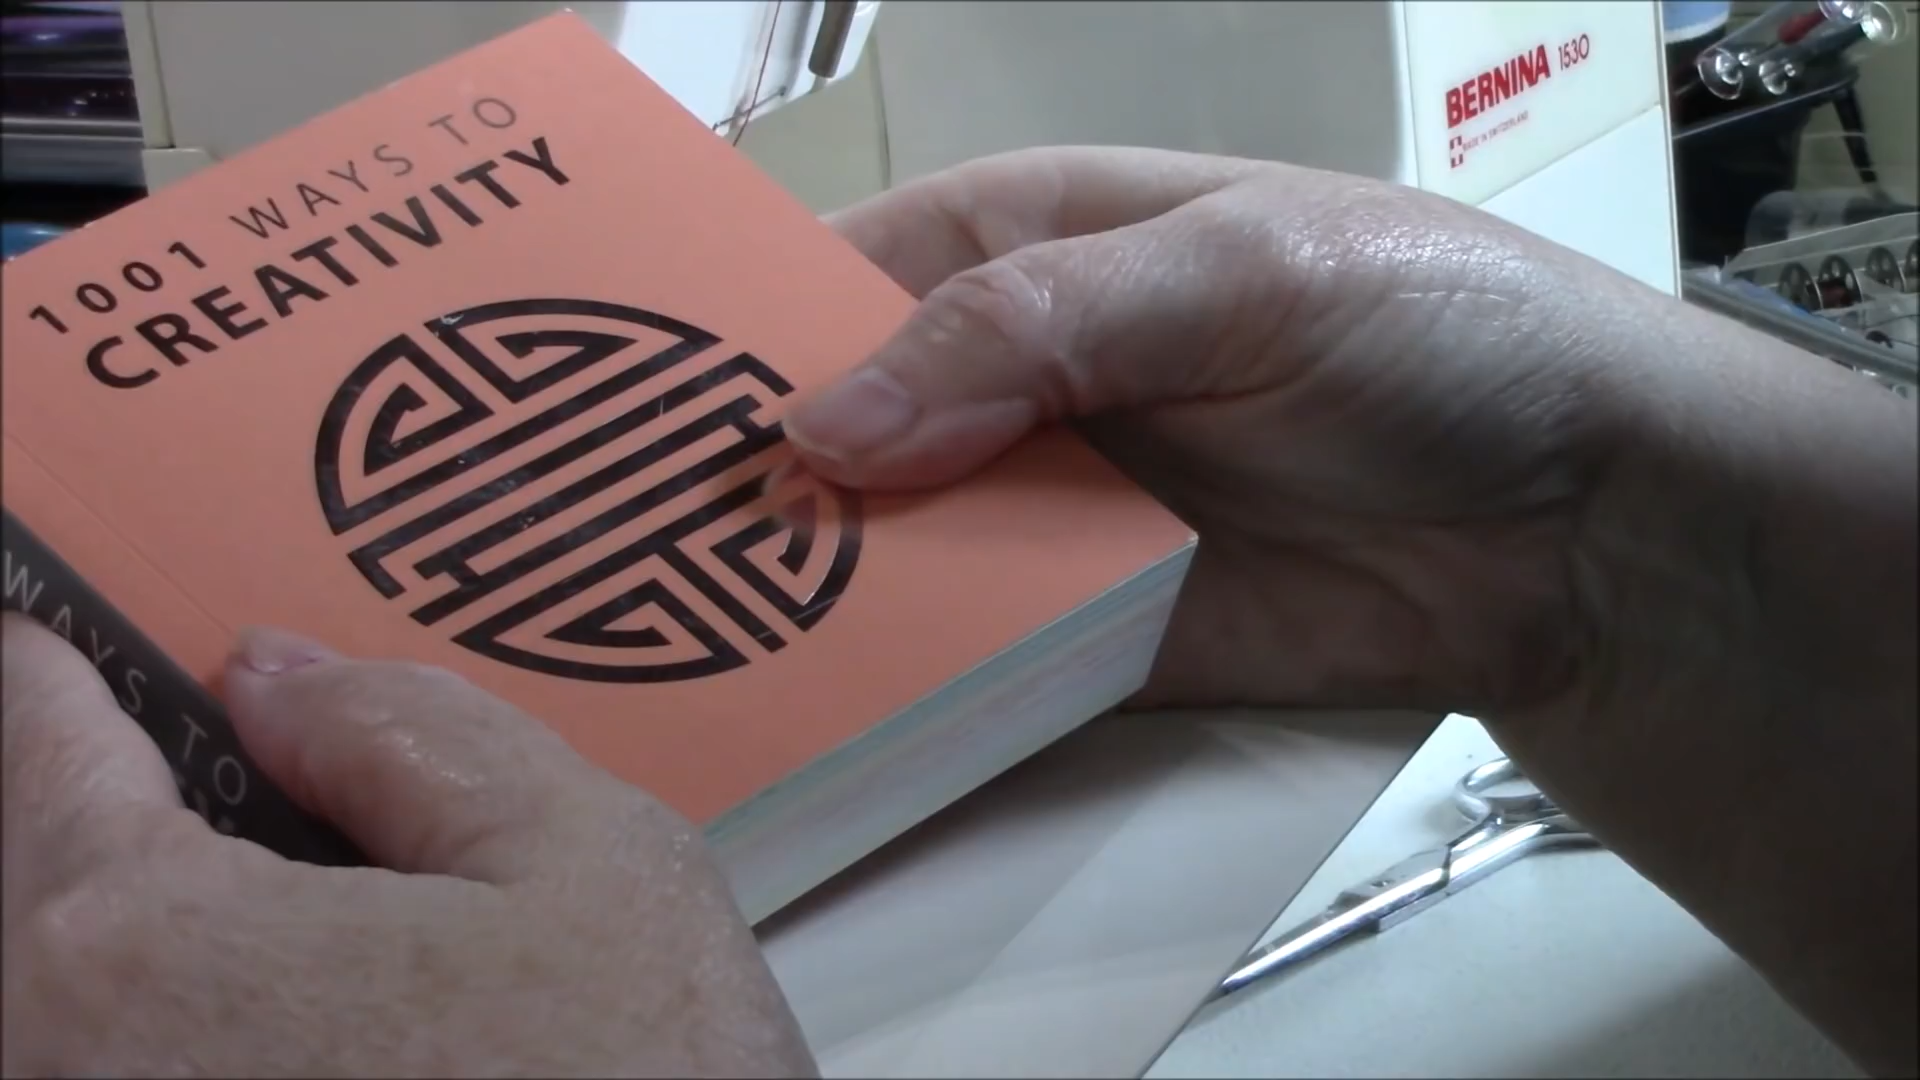 1001 WAYS TO
CREATIVITY
WAYS TO
BERNINA 1530
MADE IN SWITZERLAND